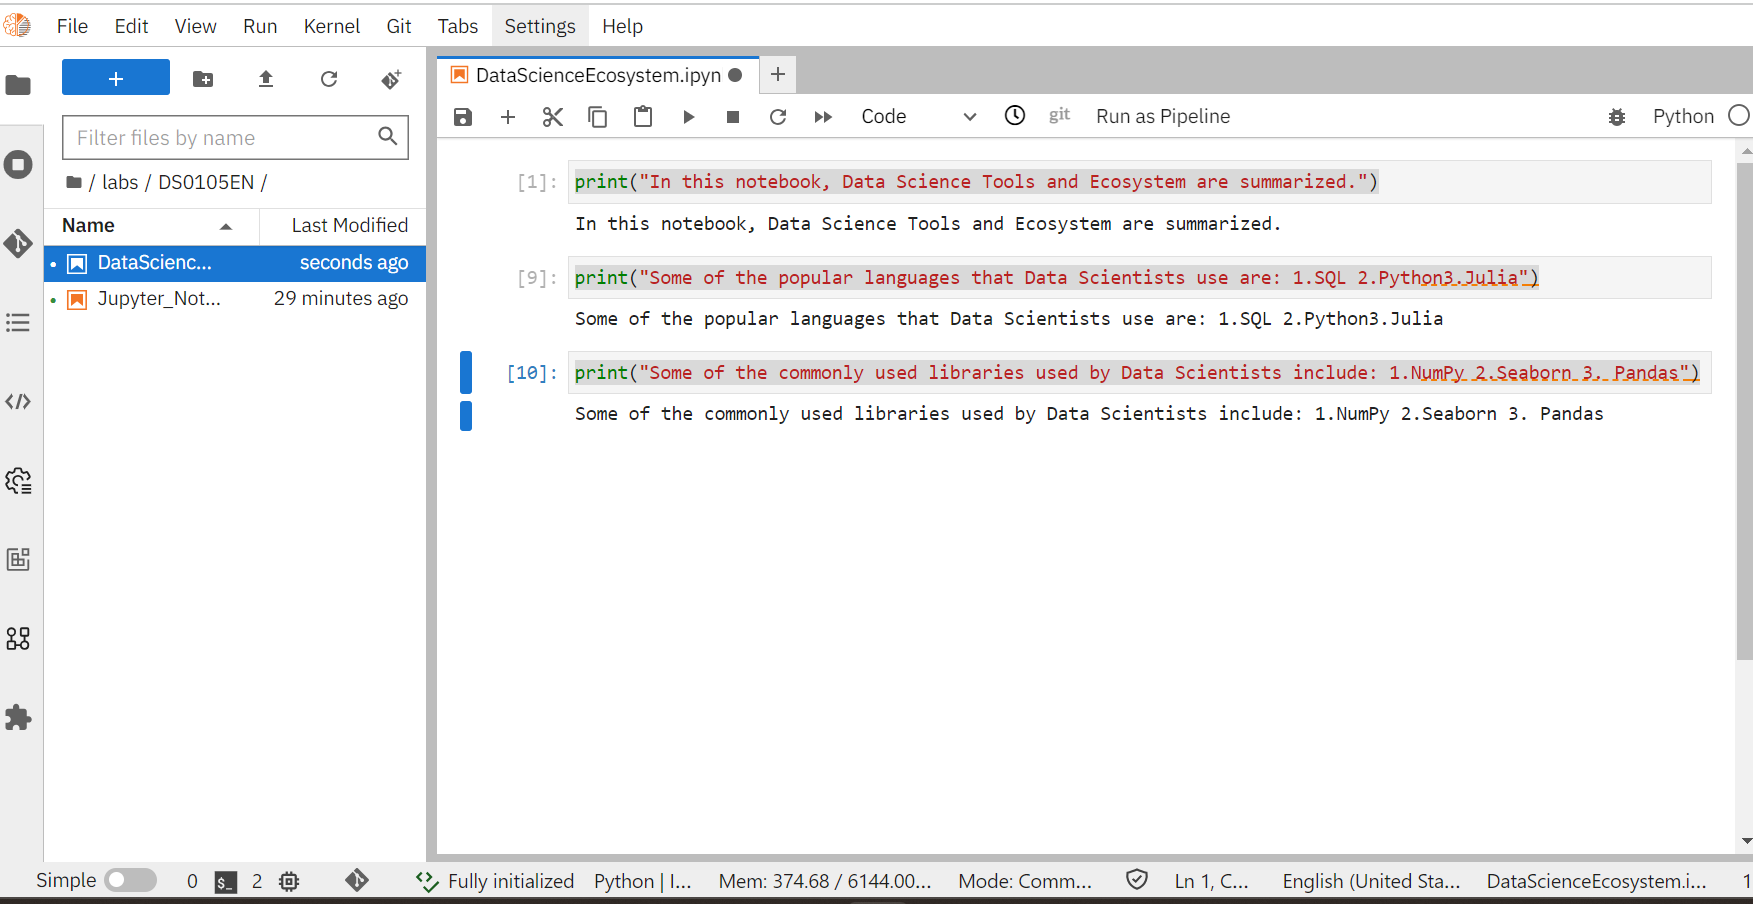 File Edit View Run Kernel Git Tabs Settings Help
+
Filter files by name
/ labs / DS0105EN /
Name Last Modified
DataScienc... seconds ago
Jupyter_Not... 29 minutes ago
DataScienceEcosystem.ipyn
Code git Run as Pipeline Python
[1]: print("In this notebook, Data Science Tools and Ecosystem are summarized.")
In this notebook, Data Science Tools and Ecosystem are summarized.
[9]: print("Some of the popular languages that Data Scientists use are: 1.SQL 2.Python3.Julia")
Some of the popular languages that Data Scientists use are: 1.SQL 2.Python3.Julia
[10]: print("Some of the commonly used libraries used by Data Scientists include: 1.NumPy 2.Seaborn 3. Pandas")
Some of the commonly used libraries used by Data Scientists include: 1.NumPy 2.Seaborn 3. Pandas
Simple 0 $_ 2 Fully initialized Python | I... Mem: 374.68 / 6144.00... Mode: Comm... Ln 1, C... English (United Sta... DataScienceEcosystem.i... 1